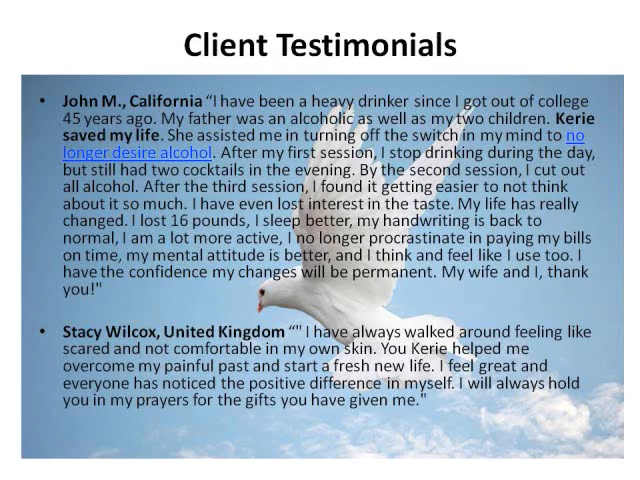 Client Testimonials
• John M., California “I have been a heavy drinker since I got out of college
45 years ago. My father was an alcoholic as well as my two children. Kerie
saved my life. She assisted me in turning off the switch in my mind to no
longer desire alcohol. After my first session, I stop drinking during the day,
but still had two cocktails in the evening. By the second session, I cut out
all alcohol. After the third session, I found it getting easier to not think
about it so much. I have even lost interest in the taste. My life has really
changed. I lost 16 pounds, I sleep better, my handwriting is back to
normal, I am a lot more active, I no longer procrastinate in paying my bills
on time, my mental attitude is better, and I think and feel like I use too. I
have the confidence my changes will be permanent. My wife and I, thank
you!"
• Stacy Wilcox, United Kingdom “" I have always walked around feeling like
scared and not comfortable in my own skin. You Kerie helped me
overcome my painful past and start a fresh new life. I feel great and
everyone has noticed the positive difference in myself. I will always hold
you in my prayers for the gifts you have given me."